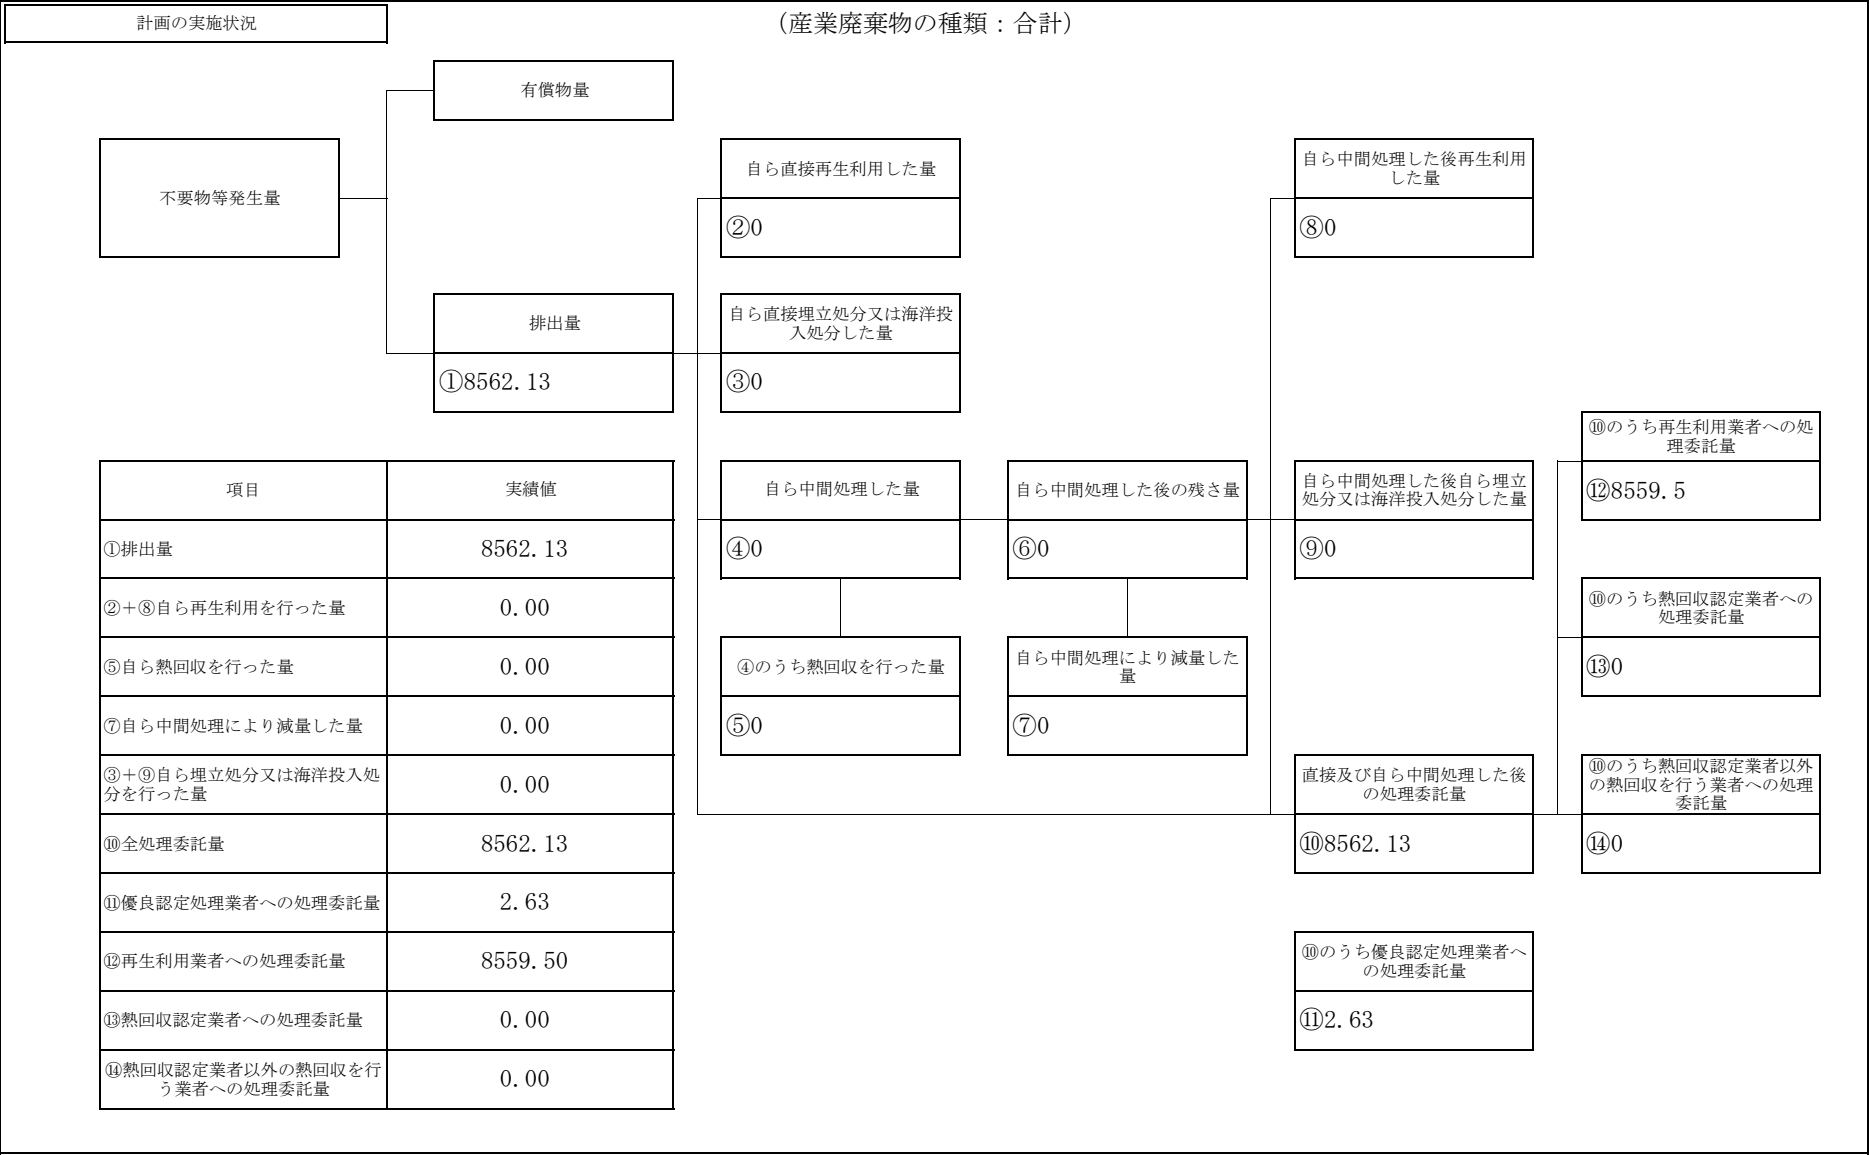 計画の実施状況
（産業廃棄物の種類：合計）
有償物量
不要物等発生量
自ら直接再生利用した量
②0
自ら中間処理した後再生利用
した量
⑧0
排出量
①8562.13
自ら直接埋立処分又は海洋投
入処分した量
③0
⑩のうち再生利用業者への処
理委託量
⑫8559.5
自ら中間処理した量
④0
自ら中間処理した後の残さ量
⑥0
自ら中間処理した後自ら埋立
処分又は海洋投入処分した量
⑨0
⑩のうち熱回収認定業者への
処理委託量
⑬0
④のうち熱回収を行った量
⑤0
自ら中間処理により減量した
量
⑦0
直接及び自ら中間処理した後
の処理委託量
⑩8562.13
⑩のうち熱回収認定業者以外
の熱回収を行う業者への処理
委託量
⑭0
⑩のうち優良認定処理業者へ
の処理委託量
⑪2.63
項目 実績値
①排出量 8562.13
②＋⑧自ら再生利用を行った量 0.00
⑤自ら熱回収を行った量 0.00
⑦自ら中間処理により減量した量 0.00
③＋⑨自ら埋立処分又は海洋投入処
分を行った量 0.00
⑩全処理委託量 8562.13
⑪優良認定処理業者への処理委託量 2.63
⑫再生利用業者への処理委託量 8559.50
⑬熱回収認定業者への処理委託量 0.00
⑭熱回収認定業者以外の熱回収を行
う業者への処理委託量 0.00